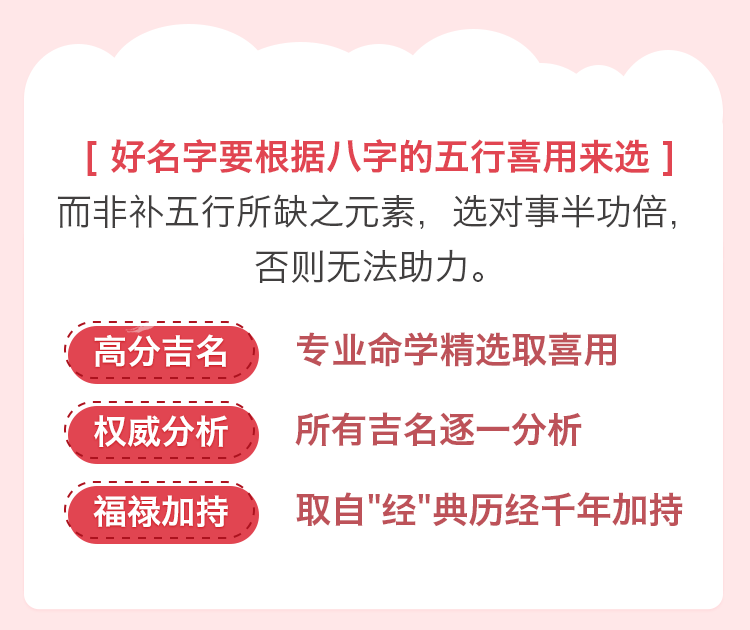 [ 好名字要根据八字的五行喜用来选 ]
而非补五行所缺之元素，选对事半功倍，
否则无法助力。
高分吉名 专业命学精选取喜用
权威分析 所有吉名逐一分析
福禄加持 取自"经"典历经千年加持